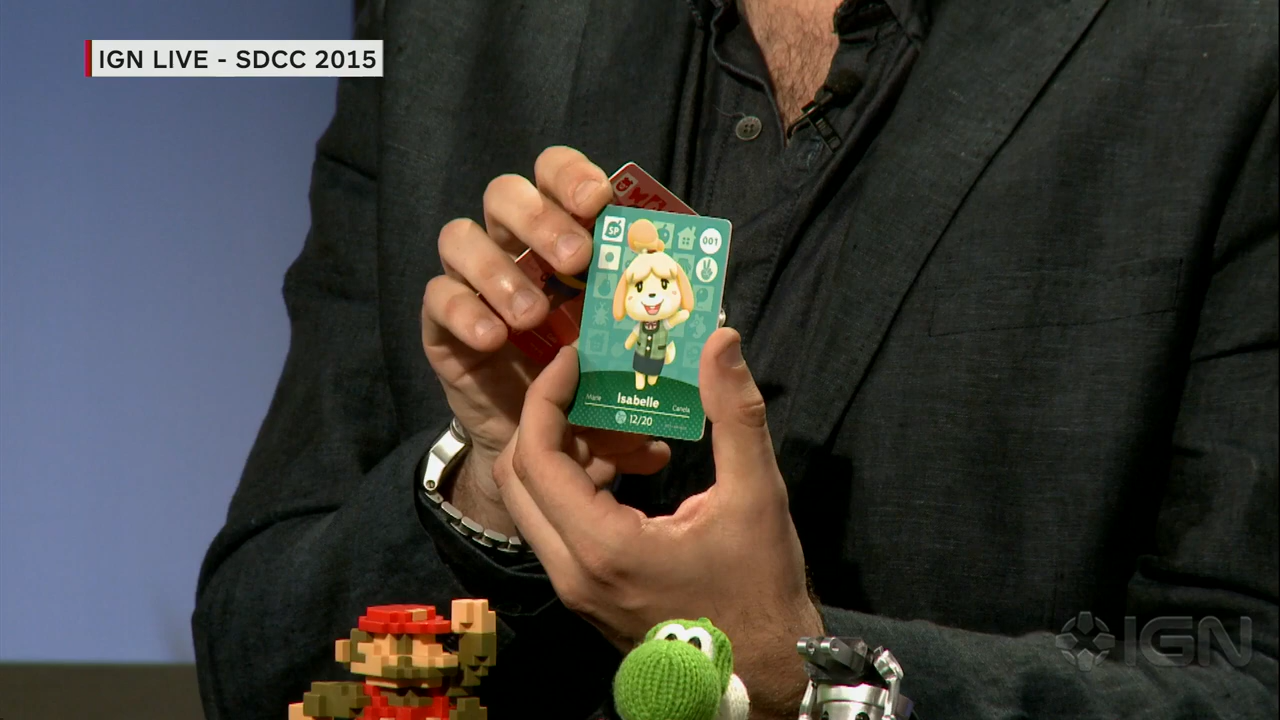 IGN LIVE - SDCC 2015
SP
001
Isabelle
Marie
Canela
12/20
IGN